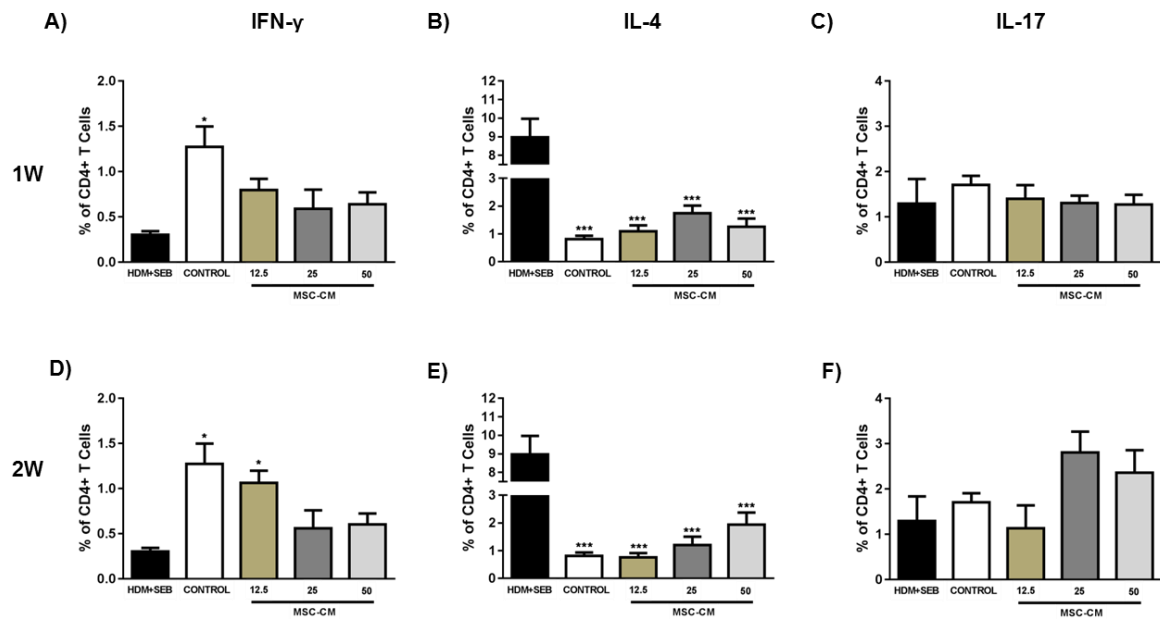 A) IFN-γ B) IL-4 C) IL-17
1W
% of CD4+ T Cells
2.0
1.5
1.0
0.5
0.0
*
HDM+SEB CONTROL 12.5 25 50
MSC-CM
% of CD4+ T Cells
12
11
10
9
8
3
2
1
0
*** *** *** ***
HDM+SEB CONTROL 12.5 25 50
MSC-CM
% of CD4+ T Cells
4
3
2
1
0
HDM+SEB CONTROL 12.5 25 50
MSC-CM
D) E) F)
2W
% of CD4+ T Cells
2.0
1.5
1.0
0.5
0.0
* *
HDM+SEB CONTROL 12.5 25 50
MSC-CM
% of CD4+ T Cells
12
11
10
9
8
3
2
1
0
*** *** *** ***
HDM+SEB CONTROL 12.5 25 50
MSC-CM
% of CD4+ T Cells
4
3
2
1
0
HDM+SEB CONTROL 12.5 25 50
MSC-CM